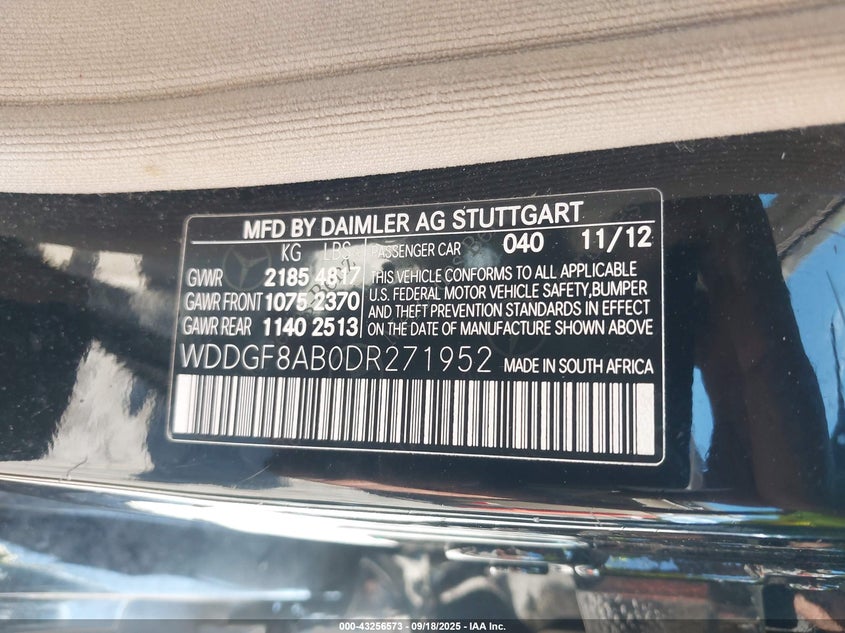 MFD BY DAIMLER AG STUTTGART
KG LBS PASSENGER CAR 040 11/12
GVWR 2185 4817
GAWR FRONT 1075 2370
GAWR REAR 1140 2513
THIS VEHICLE CONFORMS TO ALL APPLICABLE
U.S. FEDERAL MOTOR VEHICLE SAFETY,BUMPER
AND THEFT PREVENTION STANDARDS IN EFFECT
ON THE DATE OF MANUFACTURE SHOWN ABOVE
WDDGF8AB0DR271952 MADE IN SOUTH AFRICA
000-43256573 | 09/18/2025 - IAA Inc.